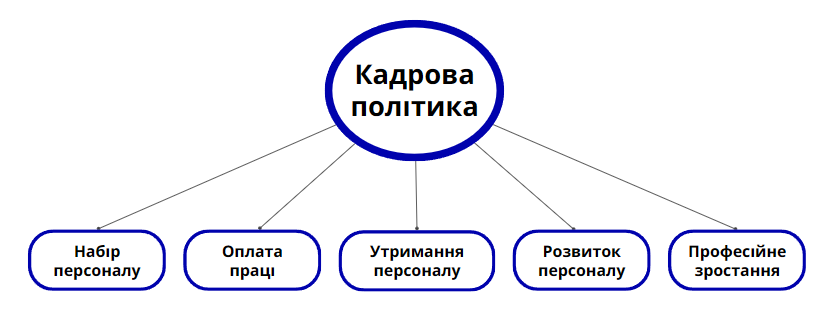 Кадрова
політика
Набір
персоналу
Оплата
праці
Утримання
персоналу
Розвиток
персоналу
Професійне
зростання